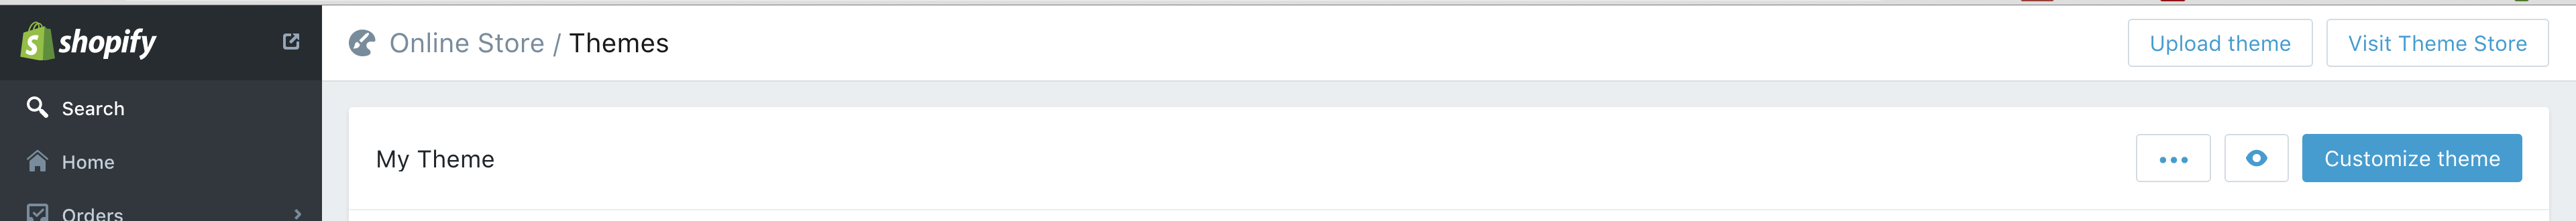 shopify
Online Store / Themes
Upload theme
Visit Theme Store
Search
Home
Orders
My Theme
Customize theme